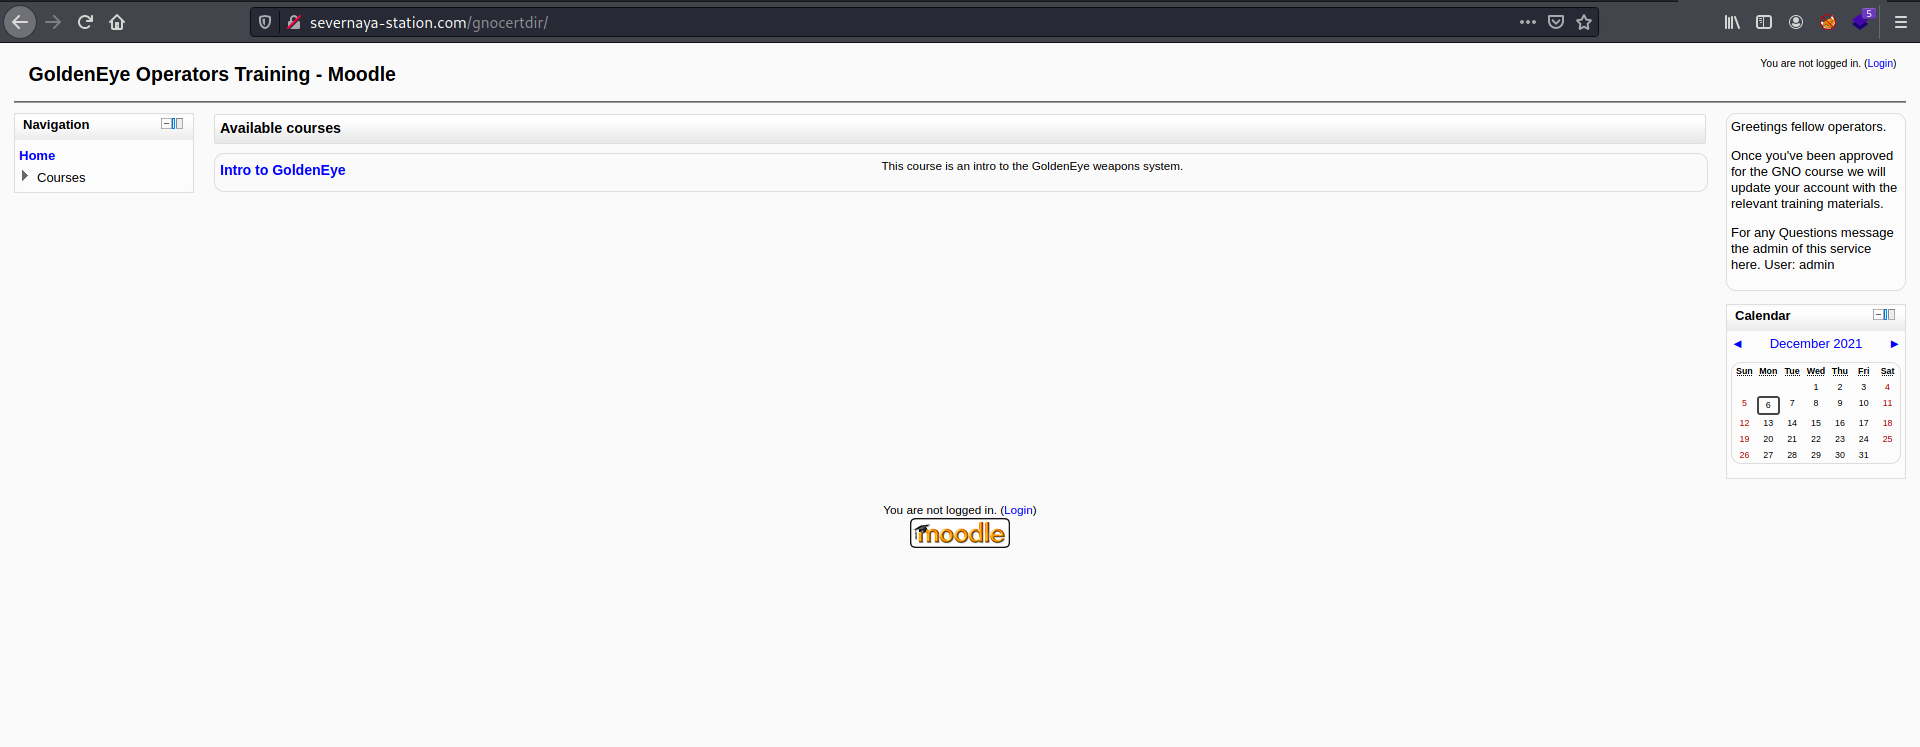 severnaya-station.com/gnocertdir/
5
GoldenEye Operators Training - Moodle
You are not logged in. (Login)
Navigation
Home
Courses
Available courses
Intro to GoldenEye
This course is an intro to the GoldenEye weapons system.
Greetings fellow operators.
Once you've been approved
for the GNO course we will
update your account with the
relevant training materials.
For any Questions message
the admin of this service
here. User: admin
Calendar
◄ December 2021 ►
Sun Mon Tue Wed Thu Fri Sat
1 2 3 4
5 6 7 8 9 10 11
12 13 14 15 16 17 18
19 20 21 22 23 24 25
26 27 28 29 30 31
You are not logged in. (Login)
moodle